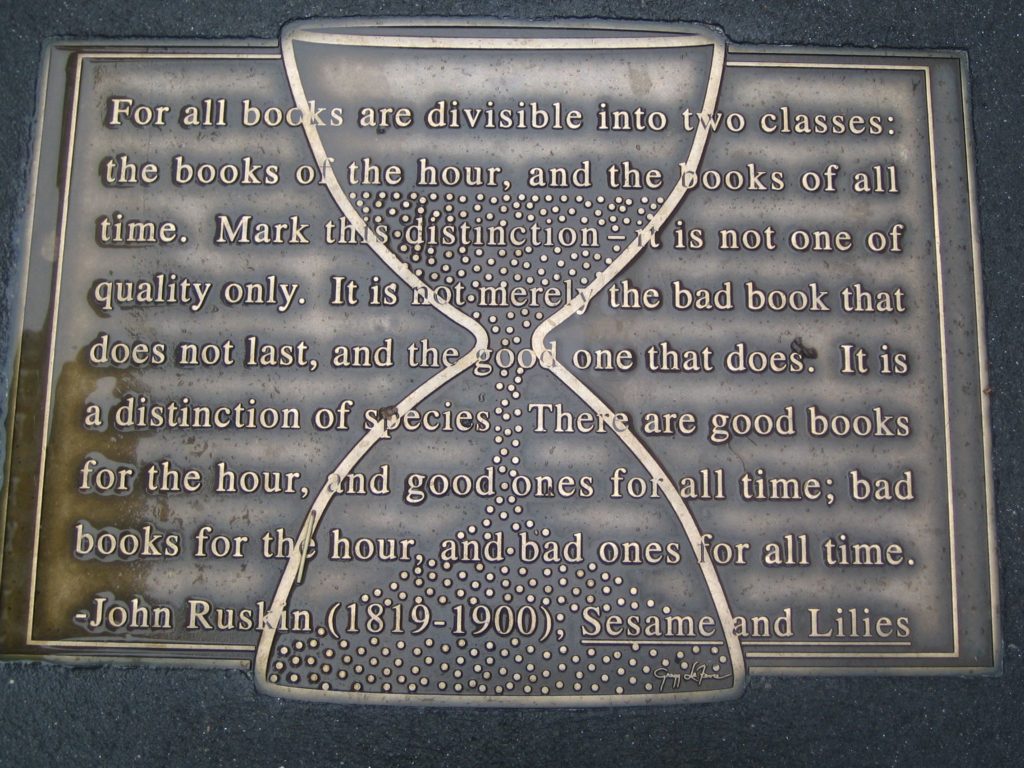 For all books are divisible into two classes:
the books of the hour, and the books of all
time. Mark this distinction – it is not one of
quality only. It is not merely the bad book that
does not last, and the good one that does. It is
a distinction of species. There are good books
for the hour, and good ones for all time; bad
books for the hour, and bad ones for all time.
-John Ruskin (1819-1900), Sesame and Lilies
Gregg LeFevre